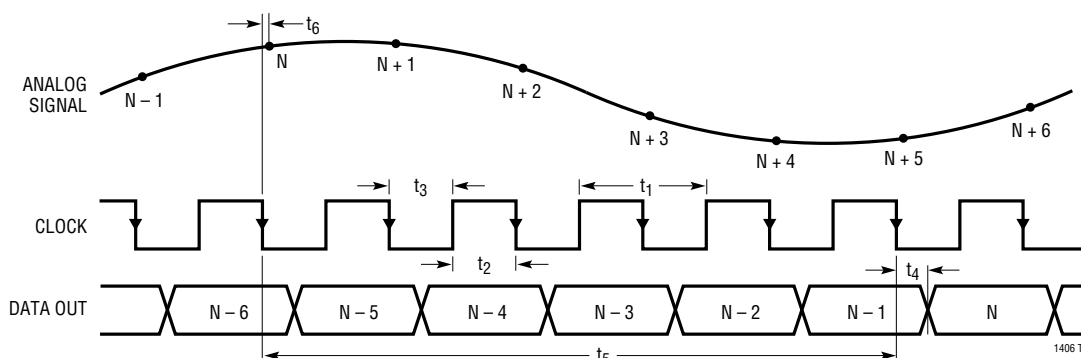 t6
N
N + 1
N – 1
N + 2
ANALOG
SIGNAL
N + 3
N + 4
N + 5
N + 6
t3
t1
CLOCK
t2
t4
DATA OUT
N – 6
N – 5
N – 4
N – 3
N – 2
N – 1
N
t5
1406